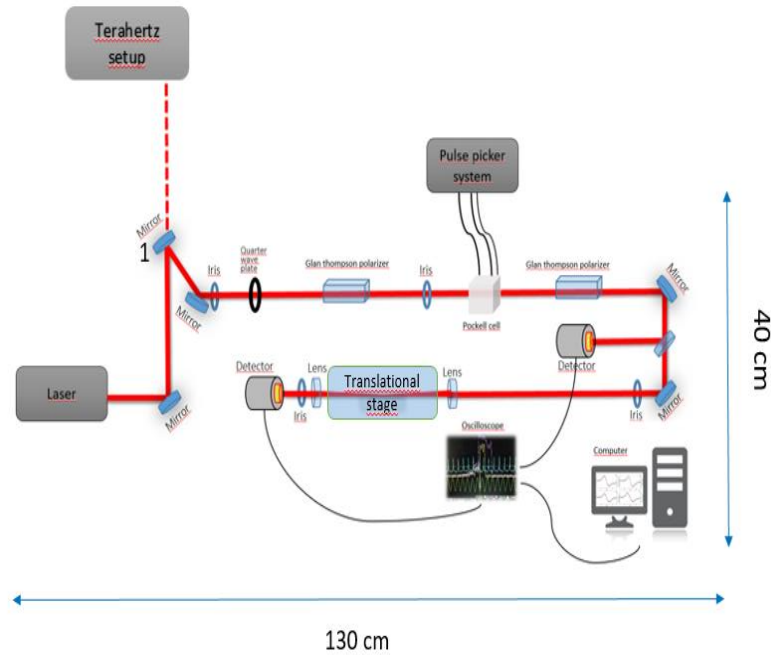 Terahertz
setup
Pulse picker
system
Mirror
1
Iris
Quarter
wave
plate
Glan thompson polarizer
Iris
Glan thompson polarizer
Mirror
Mirror
Pockell cell
40 cm
Detector
Lens
Translational
stage
Lens
Detector
Laser
Mirror
Iris
Iris
Mirror
Oscilloscope
Computer
130 cm